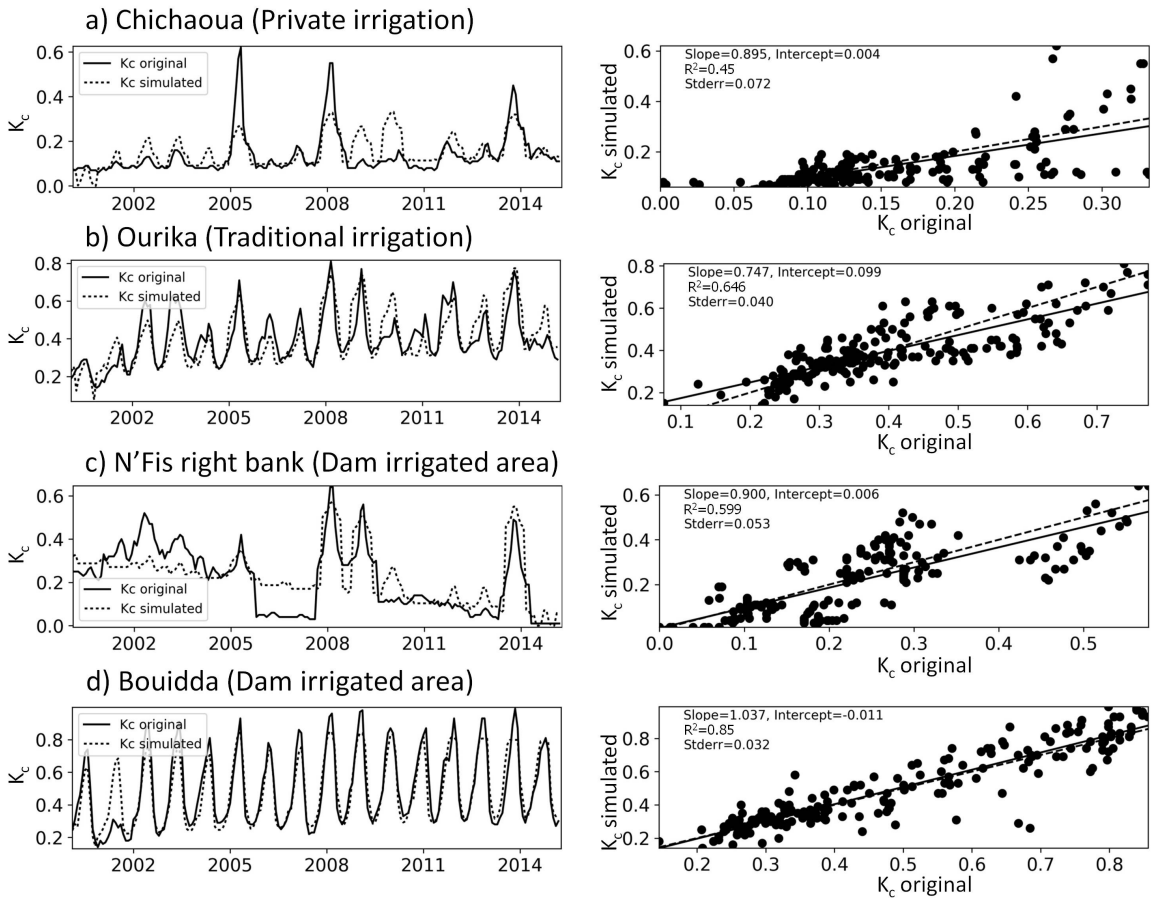 a) Chichaoua (Private irrigation)
Kc original
Kc simulated
Kc
0.6
0.4
0.2
0.0
2002 2005 2008 2011 2014
Slope=0.895, Intercept=0.004
R²=0.45
Stderr=0.072
Kc simulated
0.6
0.4
0.2
0.00 0.05 0.10 0.15 0.20 0.25 0.30
Kc original
b) Ourika (Traditional irrigation)
Kc original
Kc simulated
Kc
0.8
0.6
0.4
0.2
2002 2005 2008 2011 2014
Slope=0.747, Intercept=0.099
R²=0.646
Stderr=0.040
Kc simulated
0.8
0.6
0.4
0.2
0.1 0.2 0.3 0.4 0.5 0.6 0.7
Kc original
c) N'Fis right bank (Dam irrigated area)
Kc original
Kc simulated
Kc
0.6
0.4
0.2
0.0
2002 2005 2008 2011 2014
Slope=0.900, Intercept=0.006
R²=0.599
Stderr=0.053
Kc simulated
0.6
0.4
0.2
0.0 0.1 0.2 0.3 0.4 0.5
Kc original
d) Bouidda (Dam irrigated area)
Kc original
Kc simulated
Kc
0.8
0.6
0.4
0.2
2002 2005 2008 2011 2014
Slope=1.037, Intercept=-0.011
R²=0.85
Stderr=0.032
Kc simulated
0.8
0.6
0.4
0.2
0.2 0.3 0.4 0.5 0.6 0.7 0.8
Kc original